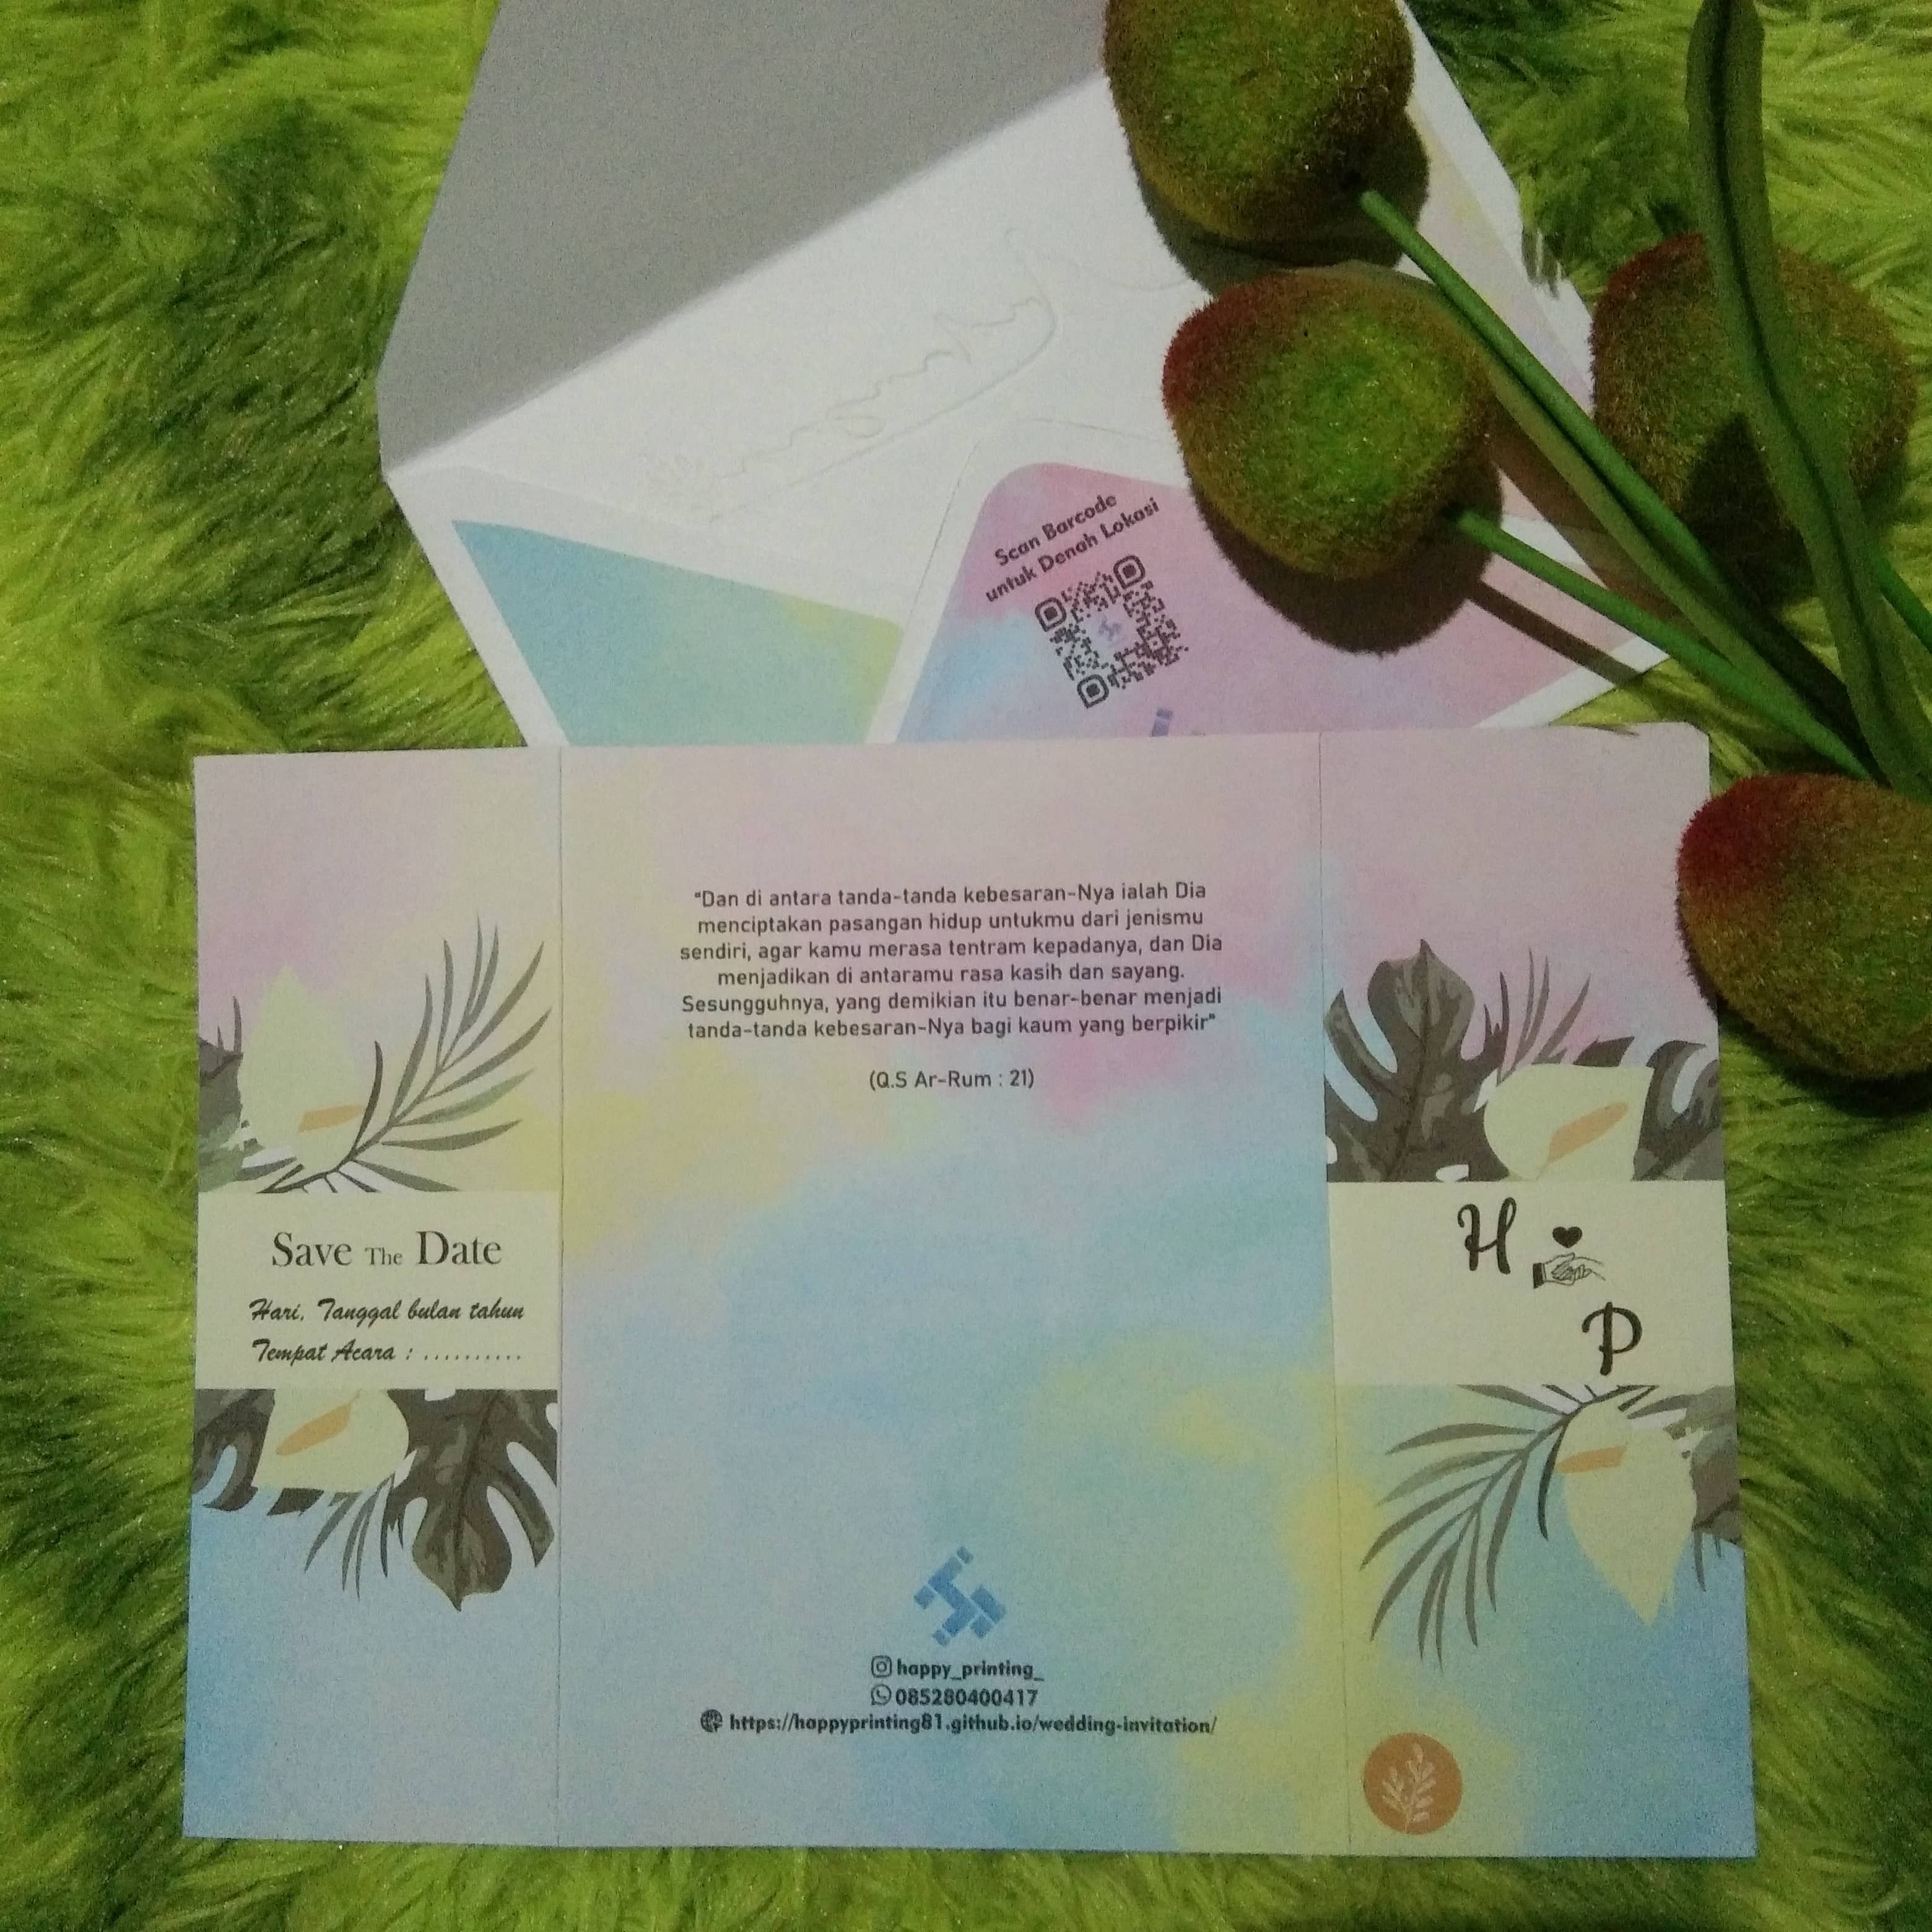 Scan Barcode
untuk Denah Lokasi
"Dan di antara tanda-tanda kebesaran-Nya ialah Dia
menciptakan pasangan hidup untukmu dari jenismu
sendiri, agar kamu merasa tentram kepadanya, dan Dia
menjadikan di antaramu rasa kasih dan sayang.
Sesungguhnya, yang demikian itu benar-benar menjadi
tanda-tanda kebesaran-Nya bagi kaum yang berpikir"
(Q.S Ar-Rum : 21)
Save The Date
Hari, Tanggal bulan tahun
Tempat Acara : ..........
H
P
happy_printing_
085280400417
https://happyprinting81.github.io/wedding-invitation/